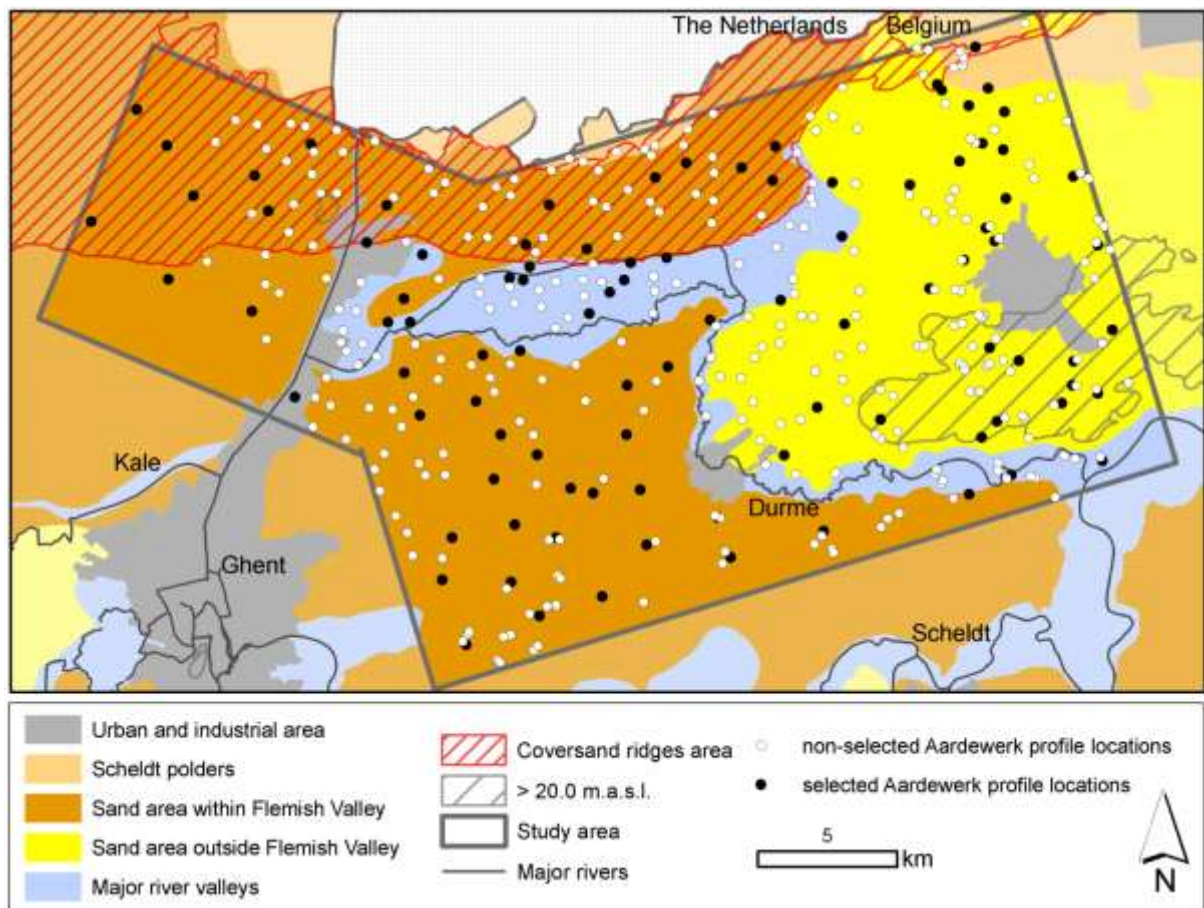 The Netherlands
Belgium
Kale
Ghent
Durme
Scheldt
Urban and industrial area
Scheldt polders
Sand area within Flemish Valley
Sand area outside Flemish Valley
Major river valleys
Coversand ridges area
> 20.0 m.a.s.l.
Study area
Major rivers
non-selected Aardewerk profile locations
selected Aardewerk profile locations
5
km
N